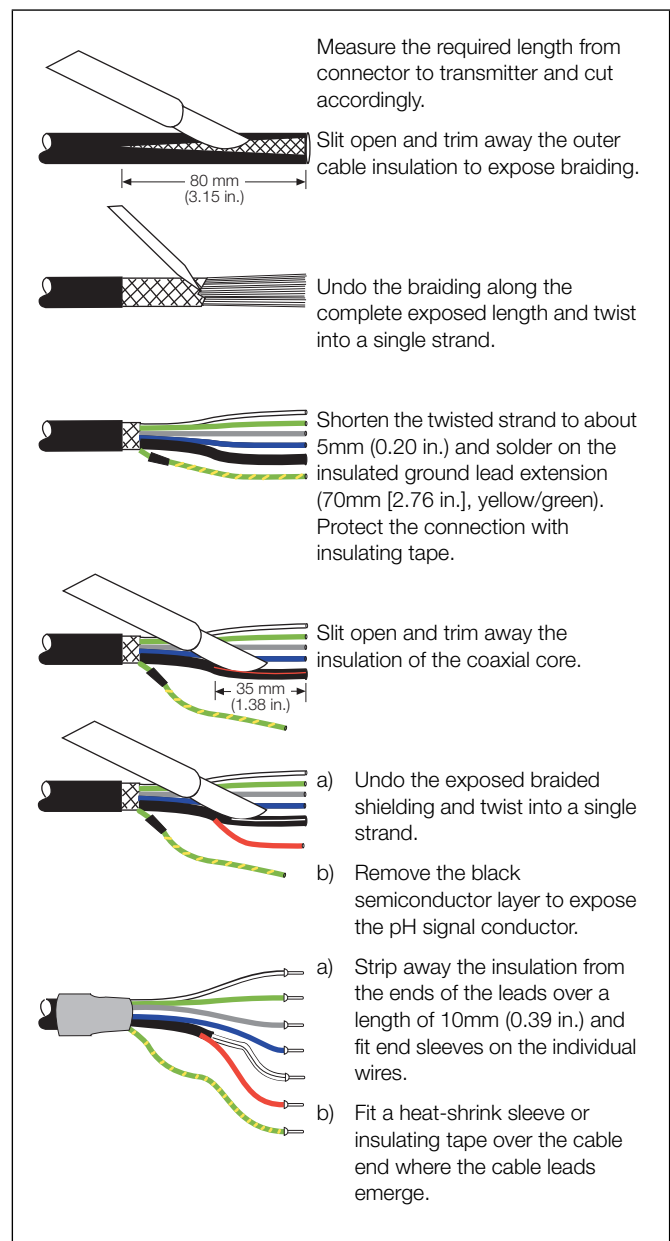 Measure the required length from
connector to transmitter and cut
accordingly.
Slit open and trim away the outer
cable insulation to expose braiding.
80 mm
(3.15 in.)
Undo the braiding along the
complete exposed length and twist
into a single strand.
Shorten the twisted strand to about
5mm (0.20 in.) and solder on the
insulated ground lead extension
(70mm [2.76 in.], yellow/green).
Protect the connection with
insulating tape.
Slit open and trim away the
insulation of the coaxial core.
35 mm
(1.38 in.)
a) Undo the exposed braided
shielding and twist into a single
strand.
b) Remove the black
semiconductor layer to expose
the pH signal conductor.
a) Strip away the insulation from
the ends of the leads over a
length of 10mm (0.39 in.) and
fit end sleeves on the individual
wires.
b) Fit a heat-shrink sleeve or
insulating tape over the cable
end where the cable leads
emerge.